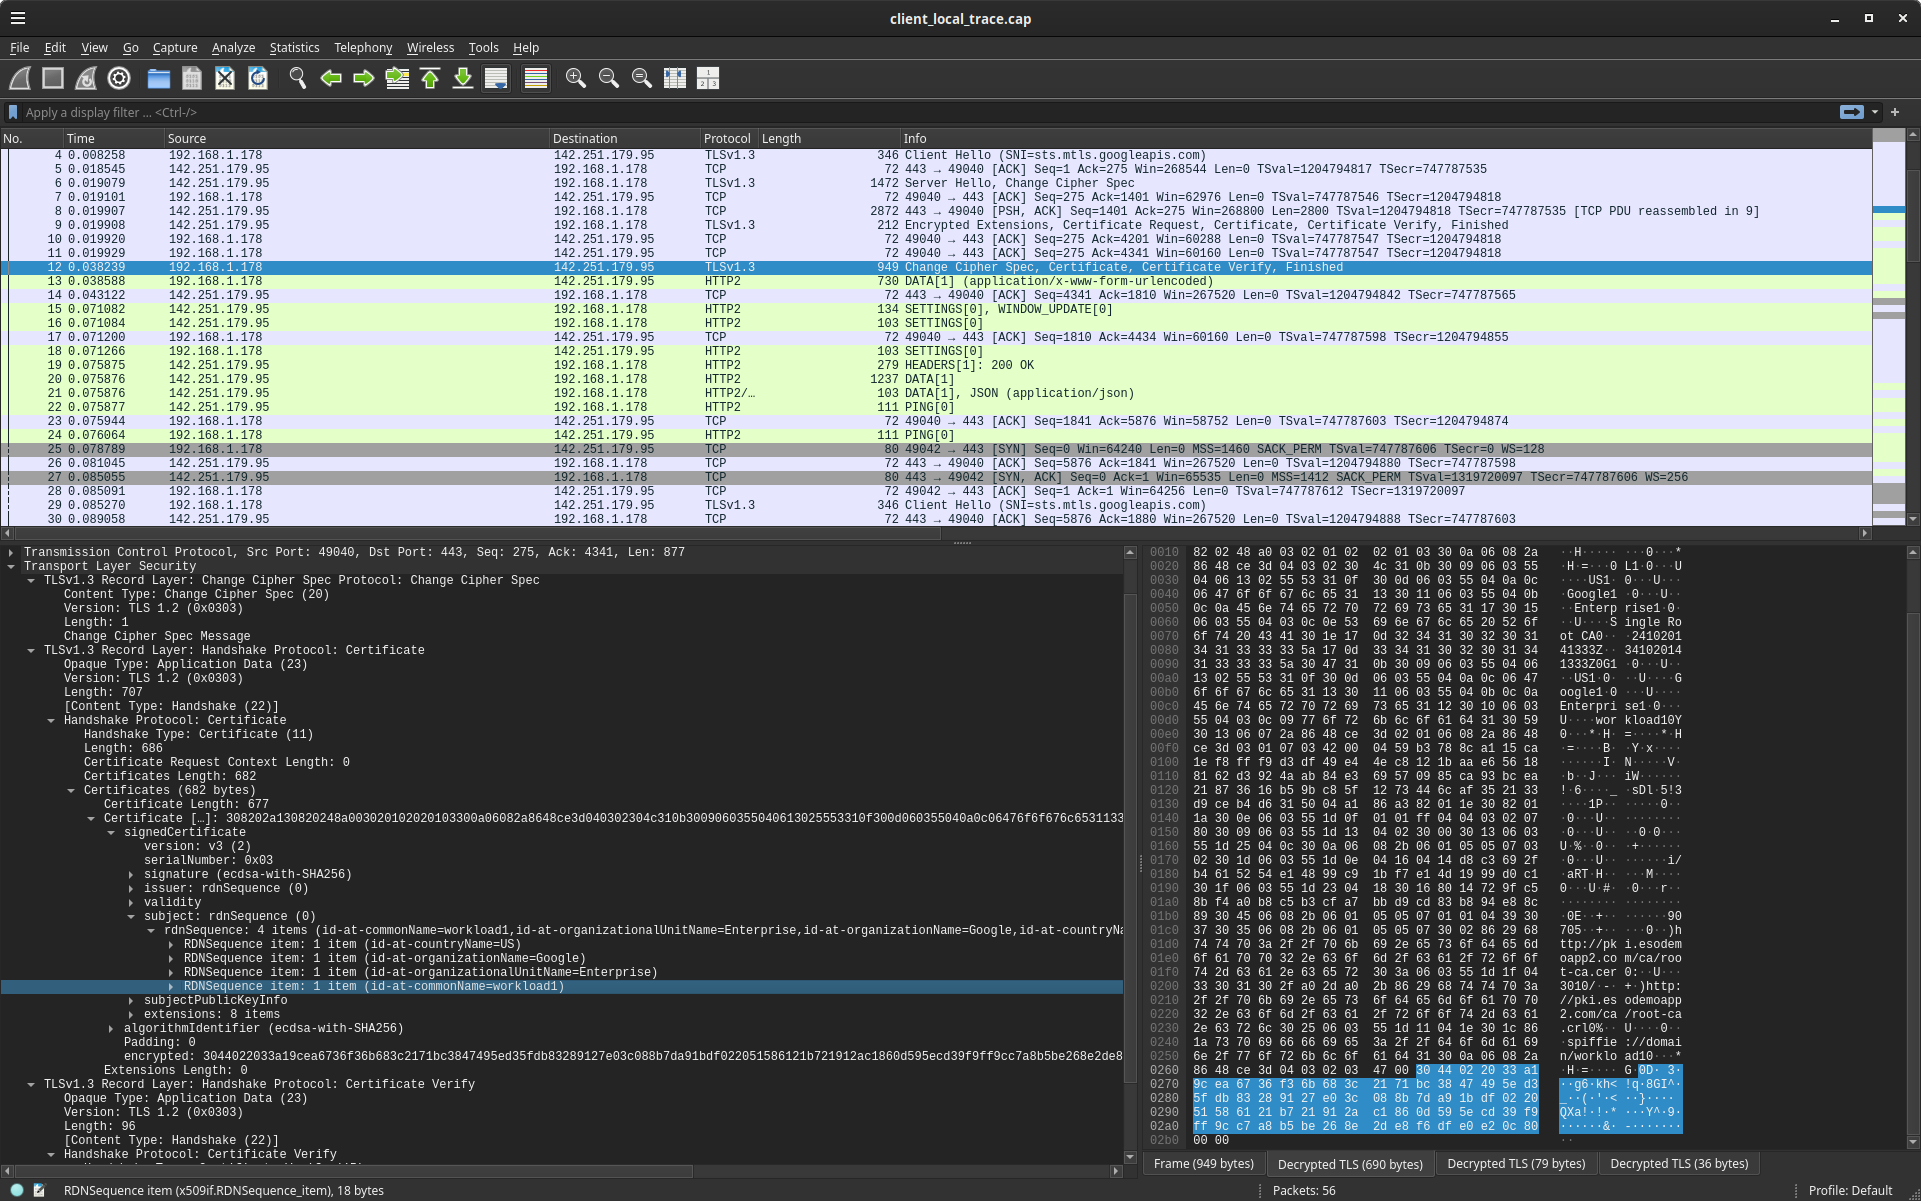 client_local_trace.cap
File Edit View Go Capture Analyze Statistics Telephony Wireless Tools Help
Apply a display filter ... <Ctrl-/>
No. Time Source Destination Protocol Length Info
4 0.008258 192.168.1.178 142.251.179.95 TLSv1.3 346 Client Hello (SNI=sts.mtls.googleapis.com)
5 0.018545 142.251.179.95 192.168.1.178 TCP 72 443 → 49040 [ACK] Seq=1 Ack=275 Win=268544 Len=0 TSval=1204794817 TSecr=747787535
6 0.019079 142.251.179.95 192.168.1.178 TLSv1.3 1472 Server Hello, Change Cipher Spec
7 0.019101 192.168.1.178 142.251.179.95 TCP 72 49040 → 443 [ACK] Seq=275 Ack=1401 Win=62976 Len=0 TSval=747787546 TSecr=1204794818
8 0.019907 142.251.179.95 192.168.1.178 TCP 2872 443 → 49040 [PSH, ACK] Seq=1401 Ack=275 Win=268800 Len=2800 TSval=1204794818 TSecr=747787535 [TCP PDU reassembled in 9]
9 0.019908 142.251.179.95 192.168.1.178 TLSv1.3 212 Encrypted Extensions, Certificate Request, Certificate, Certificate Verify, Finished
10 0.019920 192.168.1.178 142.251.179.95 TCP 72 49040 → 443 [ACK] Seq=275 Ack=4201 Win=60288 Len=0 TSval=747787547 TSecr=1204794818
11 0.019929 192.168.1.178 142.251.179.95 TCP 72 49040 → 443 [ACK] Seq=275 Ack=4341 Win=60160 Len=0 TSval=747787547 TSecr=1204794818
12 0.038239 192.168.1.178 142.251.179.95 TLSv1.3 949 Change Cipher Spec, Certificate, Certificate Verify, Finished
13 0.038588 192.168.1.178 142.251.179.95 HTTP2 730 DATA[1] (application/x-www-form-urlencoded)
14 0.043122 142.251.179.95 192.168.1.178 TCP 72 443 → 49040 [ACK] Seq=4341 Ack=1810 Win=267520 Len=0 TSval=1204794842 TSecr=747787565
15 0.071082 142.251.179.95 192.168.1.178 HTTP2 134 SETTINGS[0], WINDOW_UPDATE[0]
16 0.071084 142.251.179.95 192.168.1.178 HTTP2 103 SETTINGS[0]
17 0.071200 192.168.1.178 142.251.179.95 TCP 72 49040 → 443 [ACK] Seq=1810 Ack=4434 Win=60160 Len=0 TSval=747787598 TSecr=1204794855
18 0.071266 192.168.1.178 142.251.179.95 HTTP2 103 SETTINGS[0]
19 0.075875 142.251.179.95 192.168.1.178 HTTP2 279 HEADERS[1]: 200 OK
20 0.075876 142.251.179.95 192.168.1.178 HTTP2 1237 DATA[1]
21 0.075876 142.251.179.95 192.168.1.178 HTTP2/… 103 DATA[1], JSON (application/json)
22 0.075877 142.251.179.95 192.168.1.178 HTTP2 111 PING[0]
23 0.075944 192.168.1.178 142.251.179.95 TCP 72 49040 → 443 [ACK] Seq=1841 Ack=5876 Win=58752 Len=0 TSval=747787603 TSecr=1204794874
24 0.076064 192.168.1.178 142.251.179.95 HTTP2 111 PING[0]
25 0.078789 192.168.1.178 142.251.179.95 TCP 80 49042 → 443 [SYN] Seq=0 Win=64240 Len=0 MSS=1460 SACK_PERM TSval=747787606 TSecr=0 WS=128
26 0.081045 142.251.179.95 192.168.1.178 TCP 72 443 → 49040 [ACK] Seq=5876 Ack=1841 Win=267520 Len=0 TSval=1204794880 TSecr=747787598
27 0.085055 142.251.179.95 192.168.1.178 TCP 80 443 → 49042 [SYN, ACK] Seq=0 Ack=1 Win=65535 Len=0 MSS=1412 SACK_PERM TSval=1319720097 TSecr=747787606 WS=256
28 0.085091 192.168.1.178 142.251.179.95 TCP 72 49042 → 443 [ACK] Seq=1 Ack=1 Win=64256 Len=0 TSval=747787612 TSecr=1319720097
29 0.085270 192.168.1.178 142.251.179.95 TLSv1.3 346 Client Hello (SNI=sts.mtls.googleapis.com)
30 0.089058 142.251.179.95 192.168.1.178 TCP 72 443 → 49040 [ACK] Seq=5876 Ack=1880 Win=267520 Len=0 TSval=1204794888 TSecr=747787603
Transmission Control Protocol, Src Port: 49040, Dst Port: 443, Seq: 275, Ack: 4341, Len: 877
Transport Layer Security
TLSv1.3 Record Layer: Change Cipher Spec Protocol: Change Cipher Spec
Content Type: Change Cipher Spec (20)
Version: TLS 1.2 (0x0303)
Length: 1
Change Cipher Spec Message
TLSv1.3 Record Layer: Handshake Protocol: Certificate
Opaque Type: Application Data (23)
Version: TLS 1.2 (0x0303)
Length: 707
[Content Type: Handshake (22)]
Handshake Protocol: Certificate
Handshake Type: Certificate (11)
Length: 686
Certificate Request Context Length: 0
Certificates Length: 682
Certificates (682 bytes)
Certificate Length: 677
Certificate […]: 308202a130820248a003020102020103300a06082a8648ce3d040302304c310b3009060355040613025553310f300d060355040a0c06476f6f676c6531133
signedCertificate
version: v3 (2)
serialNumber: 0x03
signature (ecdsa-with-SHA256)
issuer: rdnSequence (0)
validity
subject: rdnSequence (0)
rdnSequence: 4 items (id-at-commonName=workload1,id-at-organizationalUnitName=Enterprise,id-at-organizationName=Google,id-at-countryNa
RDNSequence item: 1 item (id-at-countryName=US)
RDNSequence item: 1 item (id-at-organizationName=Google)
RDNSequence item: 1 item (id-at-organizationalUnitName=Enterprise)
RDNSequence item: 1 item (id-at-commonName=workload1)
subjectPublicKeyInfo
extensions: 8 items
algorithmIdentifier (ecdsa-with-SHA256)
Padding: 0
encrypted: 3044022033a19cea6736f36b683c2171bc3847495ed35fdb83289127e03c088b7da91bdf022051586121b721912ac1860d595ecd39f9ff9cc7a8b5be268e2de8
Extensions Length: 0
TLSv1.3 Record Layer: Handshake Protocol: Certificate Verify
Opaque Type: Application Data (23)
Version: TLS 1.2 (0x0303)
Length: 96
[Content Type: Handshake (22)]
Handshake Protocol: Certificate Verify
0010 82 02 48 a0 03 02 01 02 02 01 03 30 0a 06 08 2a ··H····· ···0···*
0020 86 48 ce 3d 04 03 02 30 4c 31 0b 30 09 06 03 55 ·H·=···0 L1·0···U
0030 04 06 13 02 55 53 31 0f 30 0d 06 03 55 04 0a 0c ····US1· 0···U···
0040 06 47 6f 6f 67 6c 65 31 13 30 11 06 03 55 04 0b ·Google1 ·0···U··
0050 0c 0a 45 6e 74 65 72 70 72 69 73 65 31 17 30 15 ··Enterp rise1·0·
0060 06 03 55 04 03 0c 0e 53 69 6e 67 6c 65 20 52 6f ··U····S ingle Ro
0070 6f 74 20 43 41 30 1e 17 0d 32 34 31 30 32 30 31 ot CA0·· ·2410201
0080 34 31 33 33 33 5a 17 0d 33 34 31 30 32 30 31 34 41333Z·· 34102014
0090 31 33 33 33 5a 30 47 31 0b 30 09 06 03 55 04 06 1333Z0G1 ·0···U··
00a0 13 02 55 53 31 0f 30 0d 06 03 55 04 0a 0c 06 47 ··US1·0· ··U····G
00b0 6f 6f 67 6c 65 31 13 30 11 06 03 55 04 0b 0c 0a oogle1·0 ···U····
00c0 45 6e 74 65 72 70 72 69 73 65 31 12 30 10 06 03 Enterpri se1·0···
00d0 55 04 03 0c 09 77 6f 72 6b 6c 6f 61 64 31 30 59 U····wor kload10Y
00e0 30 13 06 07 2a 86 48 ce 3d 02 01 06 08 2a 86 48 0···*·H· =····*·H
00f0 ce 3d 03 01 07 03 42 00 04 59 b3 78 8c a1 15 ca ·=····B· ·Y·x····
0100 1e f8 ff f9 d3 df 49 e4 4e c8 12 1b aa e6 56 18 ······I· N·····V·
0110 81 62 d3 92 4a ab 84 e3 69 57 09 85 ca 93 bc ea ·b··J··· iW······
0120 21 87 36 16 b5 9b c8 5f 12 73 44 6c af 35 21 33 !·6····_ ·sDl·5!3
0130 d9 ce b4 d6 31 50 04 a1 86 a3 82 01 1e 30 82 01 ····1P·· ·····0··
0140 1a 30 0e 06 03 55 1d 0f 01 01 ff 04 04 03 02 07 ·0···U·· ········
0150 80 30 09 06 03 55 1d 13 04 02 30 00 30 13 06 03 ·0···U·· ··0·0···
0160 55 1d 25 04 0c 30 0a 06 08 2b 06 01 05 05 07 03 U·%··0·· ·+······
0170 02 30 1d 06 03 55 1d 0e 04 16 04 14 d8 c3 69 2f ·0···U·· ······i/
0180 b4 61 52 54 e1 48 99 c9 1b f7 e1 4d 19 99 d0 c1 ·aRT·H·· ···M····
0190 30 1f 06 03 55 1d 23 04 18 30 16 80 14 72 9f c5 0···U·#· ·0···r··
01a0 8b f4 a0 b8 c5 b3 cf a7 bb d9 cd 83 b8 94 e8 8c ········ ········
01b0 89 30 45 06 08 2b 06 01 05 05 07 01 01 04 39 30 ·0E··+·· ······90
01c0 37 30 35 06 08 2b 06 01 05 05 07 30 02 86 29 68 705··+·· ···0··)h
01d0 74 74 70 3a 2f 2f 70 6b 69 2e 65 73 6f 64 65 6d ttp://pk i.esodem
01e0 6f 61 70 70 32 2e 63 6f 6d 2f 63 61 2f 72 6f 6f oapp2.co m/ca/roo
01f0 74 2d 63 61 2e 63 65 72 30 3a 06 03 55 1d 1f 04 t-ca.cer 0:··U···
0200 33 30 31 30 2f a0 2d a0 2b 86 29 68 74 74 70 3a 3010/·-· +·)http:
0210 2f 2f 70 6b 69 2e 65 73 6f 64 65 6d 6f 61 70 70 //pki.es odemoapp
0220 32 2e 63 6f 6d 2f 63 61 2f 72 6f 6f 74 2d 63 61 2.com/ca /root-ca
0230 2e 63 72 6c 30 25 06 03 55 1d 11 04 1e 30 1c 86 .crl0%·· U····0··
0240 1a 73 70 69 66 66 69 65 3a 2f 2f 64 6f 6d 61 69 ·spiffie ://domai
0250 6e 2f 77 6f 72 6b 6c 6f 61 64 31 30 0a 06 08 2a n/worklo ad10···*
0260 86 48 ce 3d 04 03 02 03 47 00 30 44 02 20 33 a1 ·H·=···· G·0D· 3·
0270 9c ea 67 36 f3 6b 68 3c 21 71 bc 38 47 49 5e d3 ··g6·kh< !q·8GI^·
0280 5f db 83 28 91 27 e0 3c 08 8b 7d a9 1b df 02 20 _··(·'·< ··}····
0290 51 58 61 21 b7 21 91 2a c1 86 0d 59 5e cd 39 f9 QXa!·!·* ···Y^·9·
02a0 ff 9c c7 a8 b5 be 26 8e 2d e8 f6 df e0 e2 0c 80 ······&· -·······
02b0 00 00 ··
Frame (949 bytes) Decrypted TLS (690 bytes) Decrypted TLS (79 bytes) Decrypted TLS (36 bytes)
RDNSequence item (x509if.RDNSequence_item), 18 bytes Packets: 56 Profile: Default